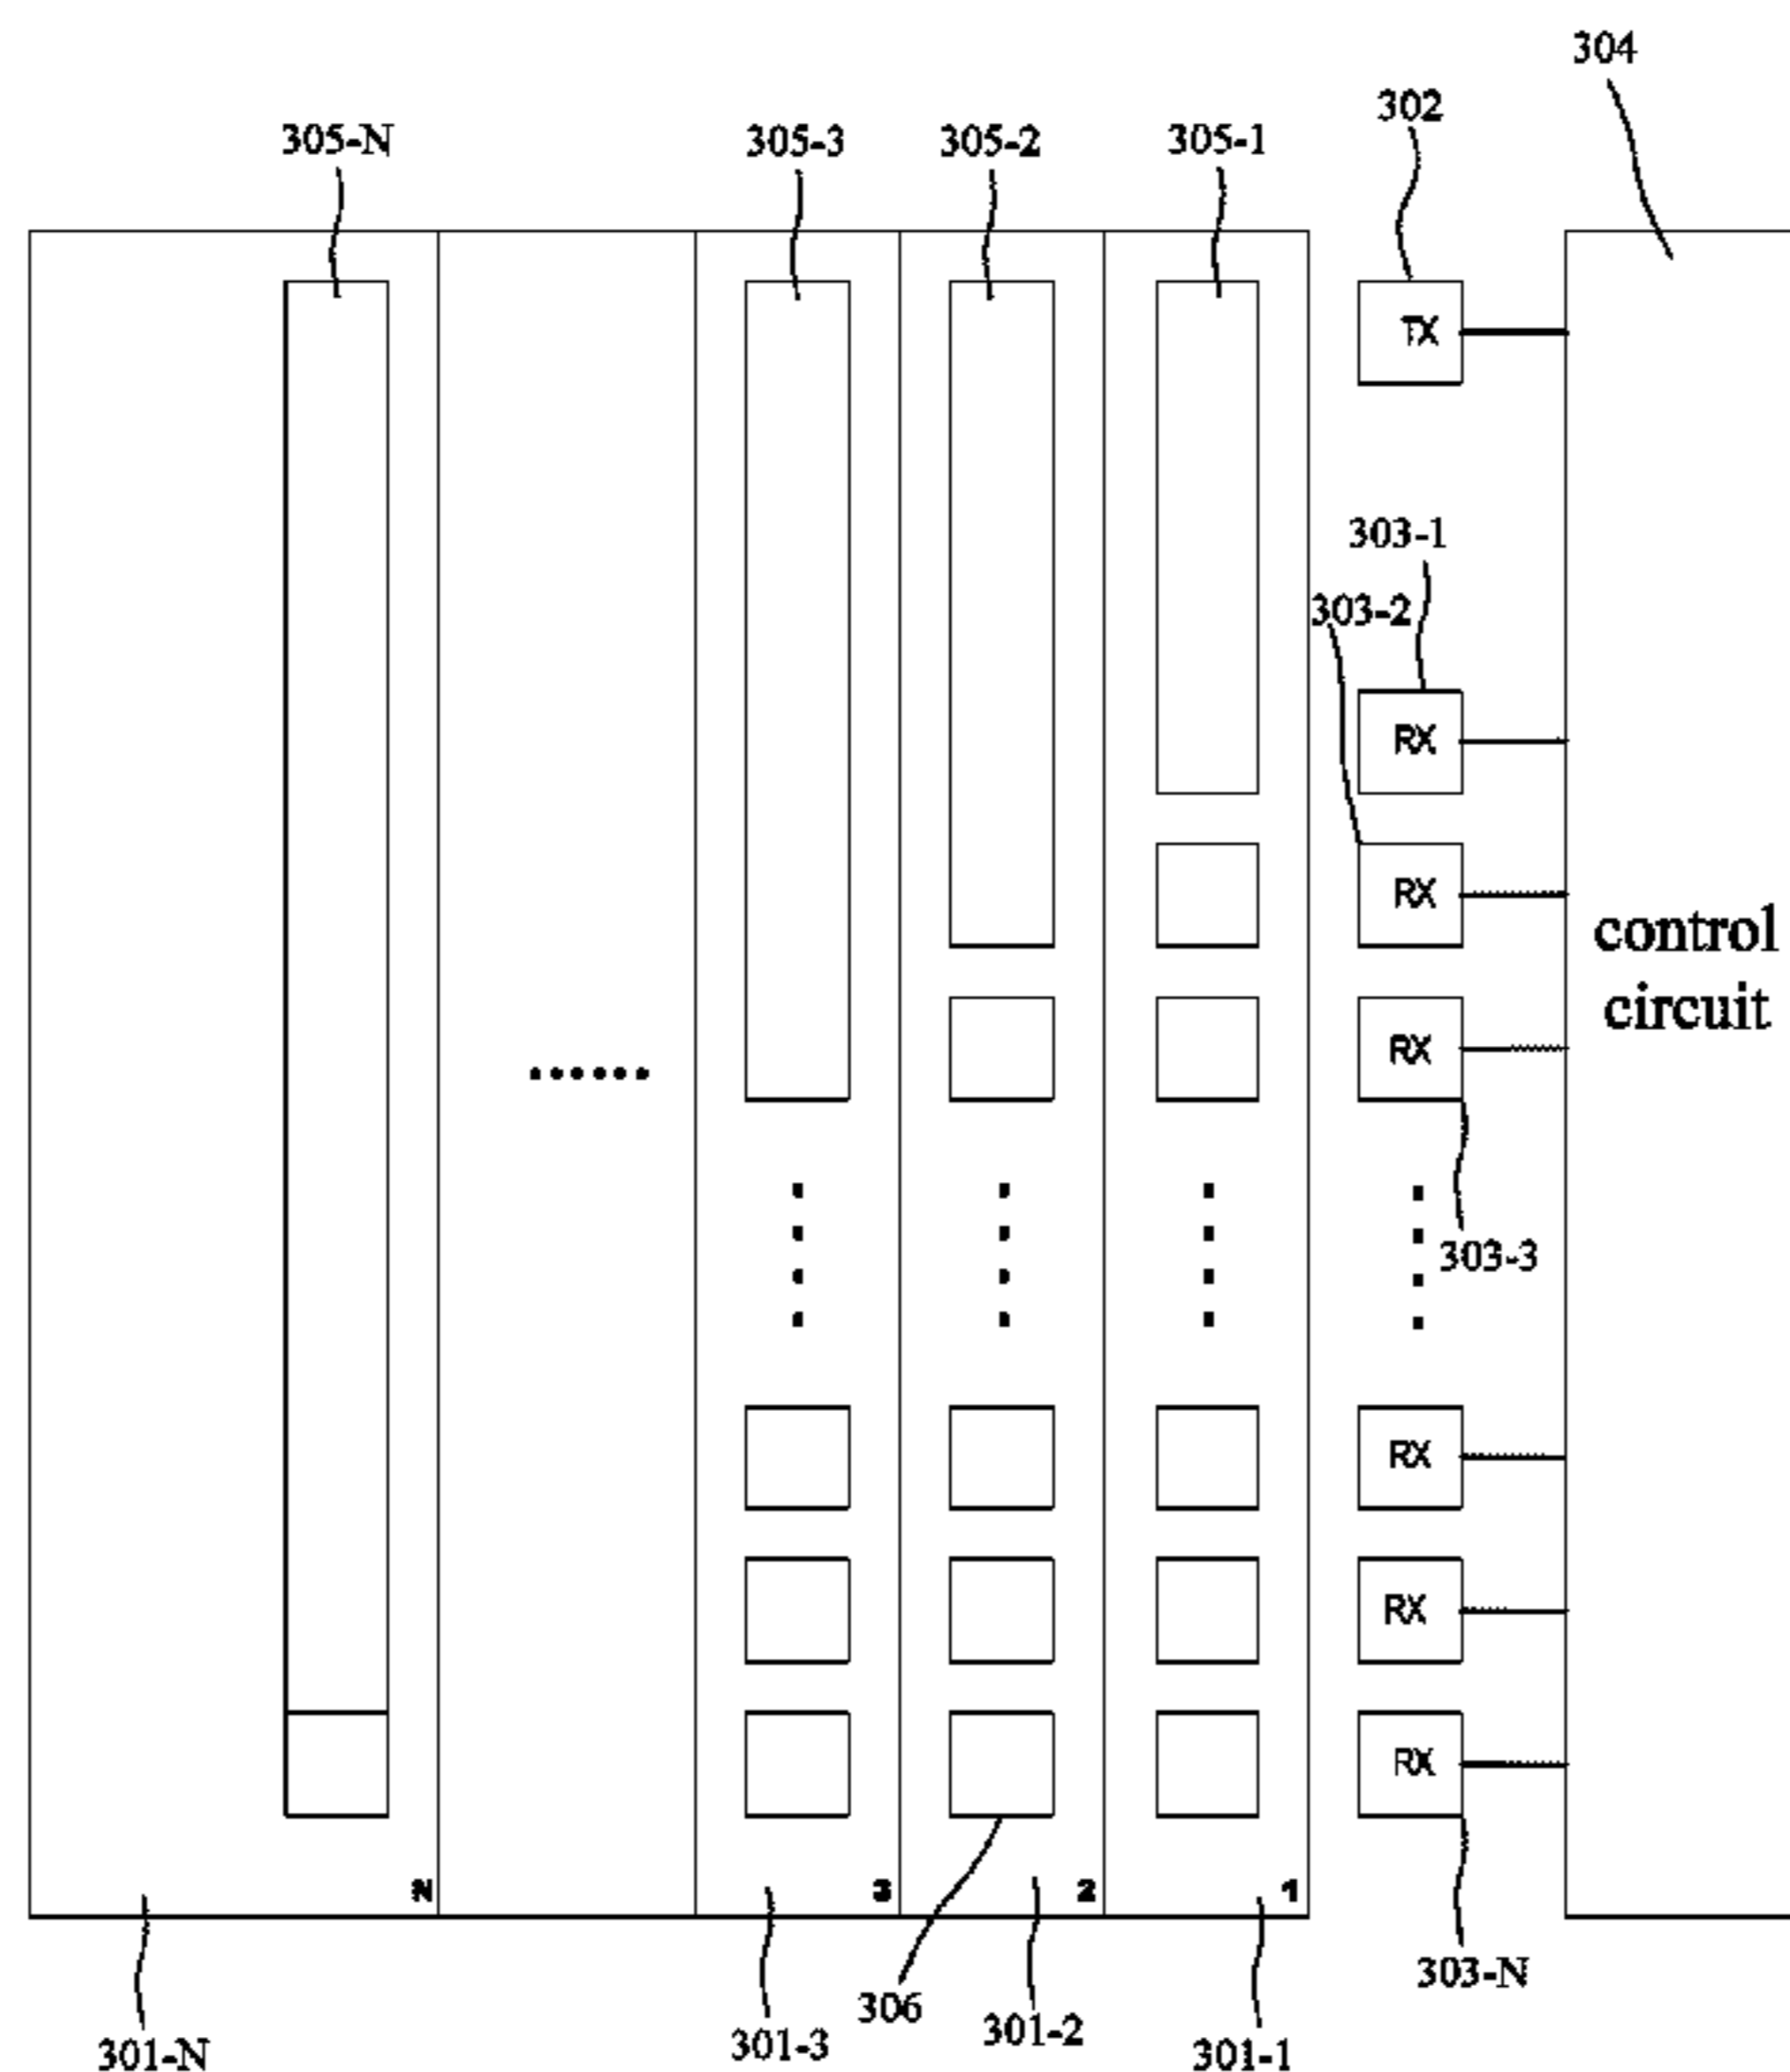 304
302
305-N
305-3
305-2
305-1
TX
303-1
303-2
RX
RX
control
circuit
RX
303-3
RX
RX
RX
N
3
2
1
303-N
306
301-2
301-3
301-1
301-N